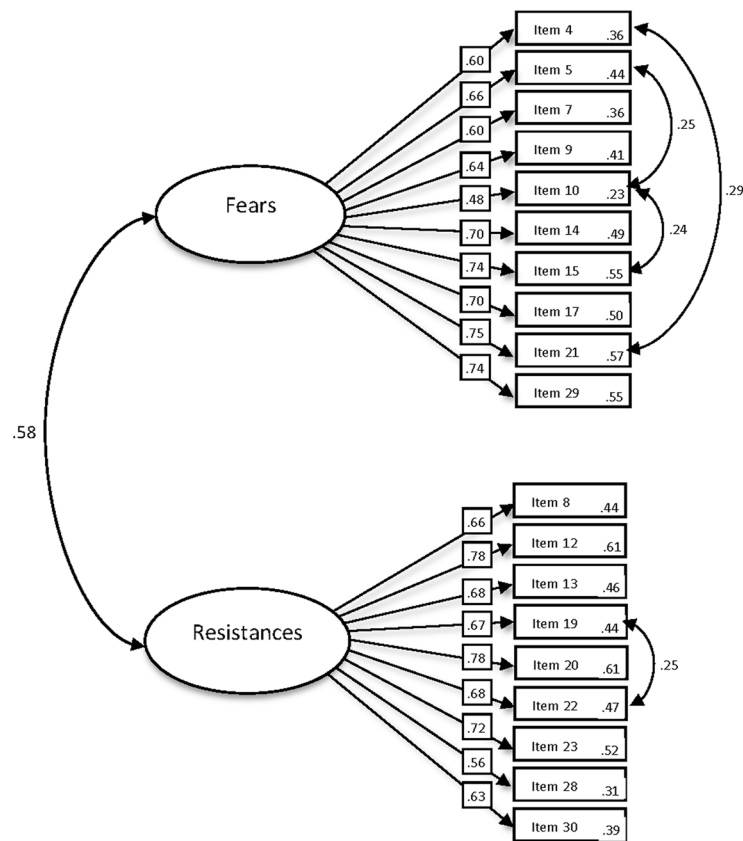 Item 4 .36
.60
Item 5 .44
.66
Item 7 .36
.60
.25
Item 9 .41
.64
Item 10 .23
.48
.29
Fears
Item 14 .49
.70
.24
Item 15 .55
.74
Item 17 .50
.70
Item 21 .57
.75
Item 29 .55
.74
.58
Item 8 .44
.66
Item 12 .61
.78
Item 13 .46
.68
Item 19 .44
.67
Resistances
Item 20 .61
.78
.25
Item 22 .47
.68
Item 23 .52
.72
Item 28 .31
.56
Item 30 .39
.63